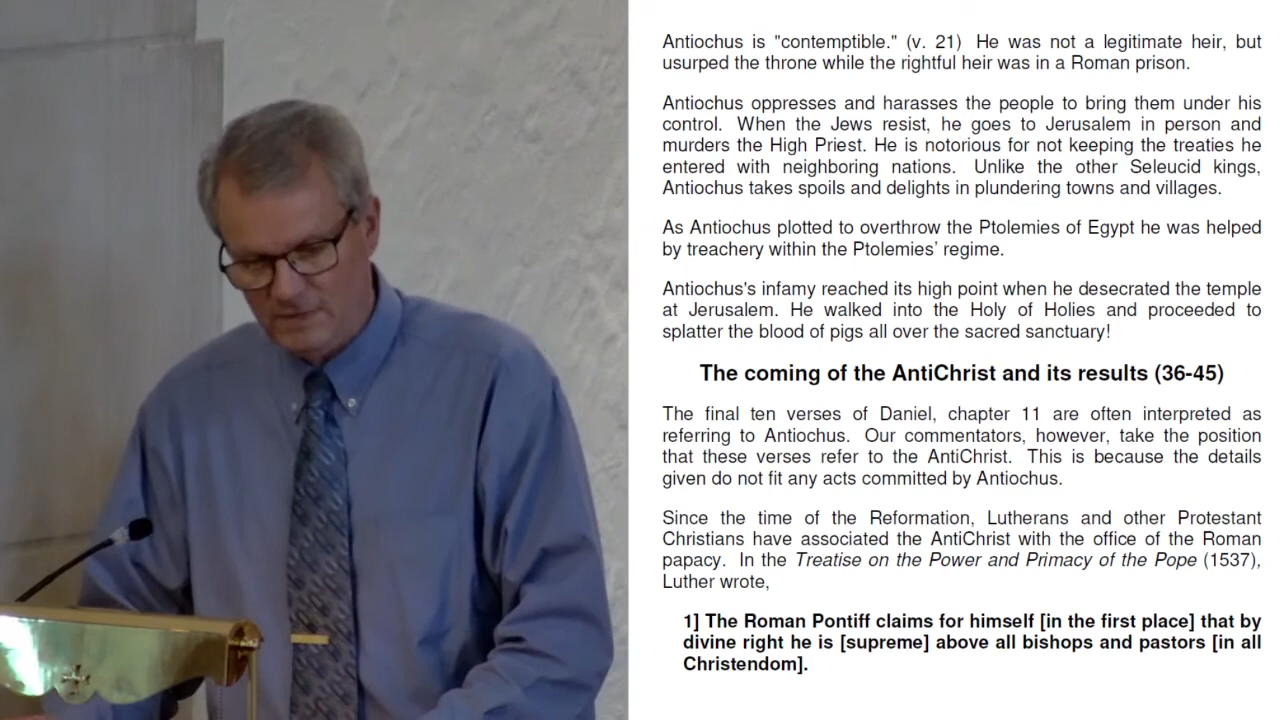 Antiochus is "contemptible." (v. 21) He was not a legitimate heir, but
usurped the throne while the rightful heir was in a Roman prison.
Antiochus oppresses and harasses the people to bring them under his
control. When the Jews resist, he goes to Jerusalem in person and
murders the High Priest. He is notorious for not keeping the treaties he
entered with neighboring nations. Unlike the other Seleucid kings,
Antiochus takes spoils and delights in plundering towns and villages.
As Antiochus plotted to overthrow the Ptolemies of Egypt he was helped
by treachery within the Ptolemies’ regime.
Antiochus's infamy reached its high point when he desecrated the temple
at Jerusalem. He walked into the Holy of Holies and proceeded to
splatter the blood of pigs all over the sacred sanctuary!
The coming of the AntiChrist and its results (36-45)
The final ten verses of Daniel, chapter 11 are often interpreted as
referring to Antiochus. Our commentators, however, take the position
that these verses refer to the AntiChrist. This is because the details
given do not fit any acts committed by Antiochus.
Since the time of the Reformation, Lutherans and other Protestant
Christians have associated the AntiChrist with the office of the Roman
papacy. In the Treatise on the Power and Primacy of the Pope (1537),
Luther wrote,
1] The Roman Pontiff claims for himself [in the first place] that by
divine right he is [supreme] above all bishops and pastors [in all
Christendom].